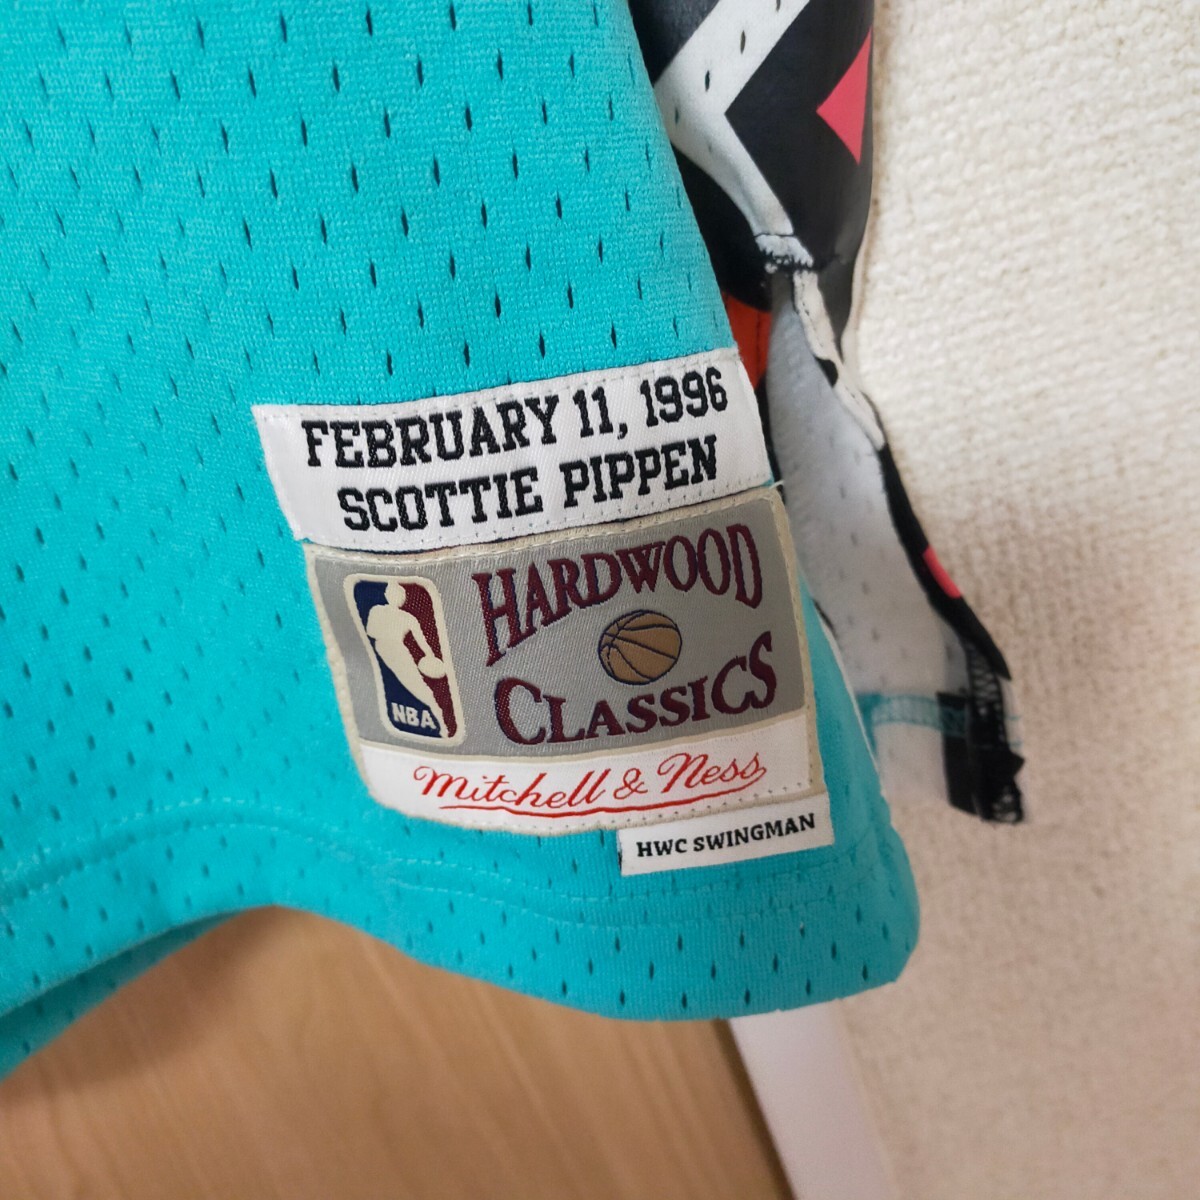 FEBRUARY 11, 1996
SCOTTIE PIPPEN
HARDWOOD
CLASSICS
NBA
Mitchell & Ness
HWC SWINGMAN